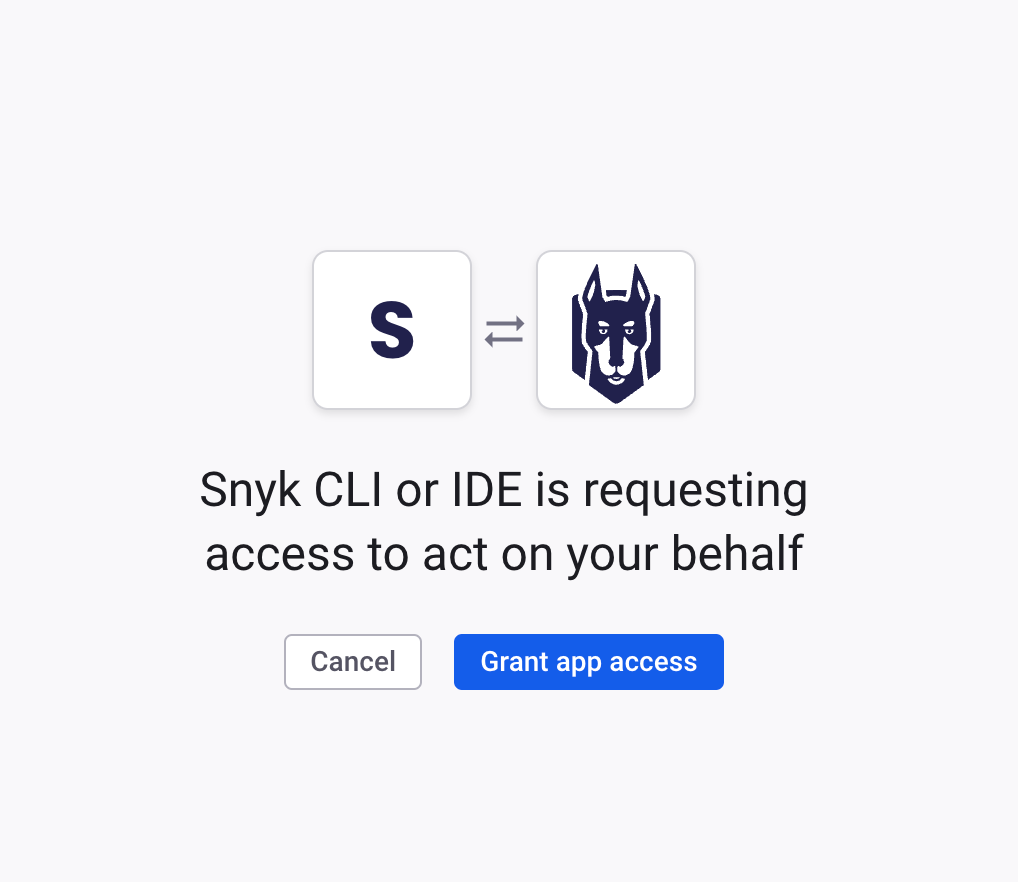 S
Snyk CLI or IDE is requesting
access to act on your behalf
Cancel
Grant app access